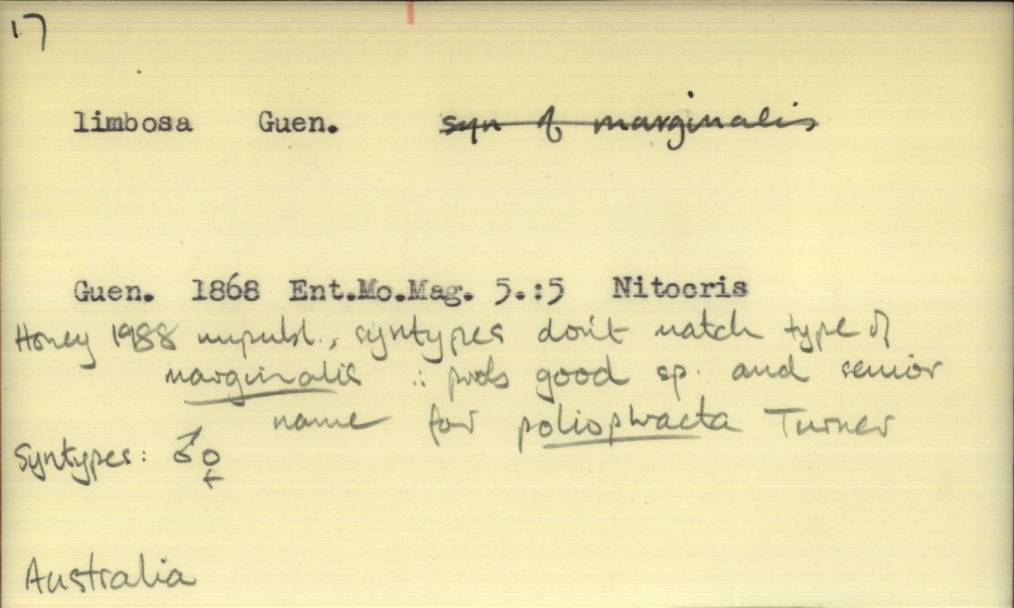 17
limbosa Guen. syn of marginalis
Guen. 1868 Ent.Mo.Mag. 5.:5 Nitocris
Honey 1988 unpubl., syntypes don't match type of
marginalis ∴ prob good sp. and senior
name for poliophracta Turner
Syntypes: ♂♀
Australia